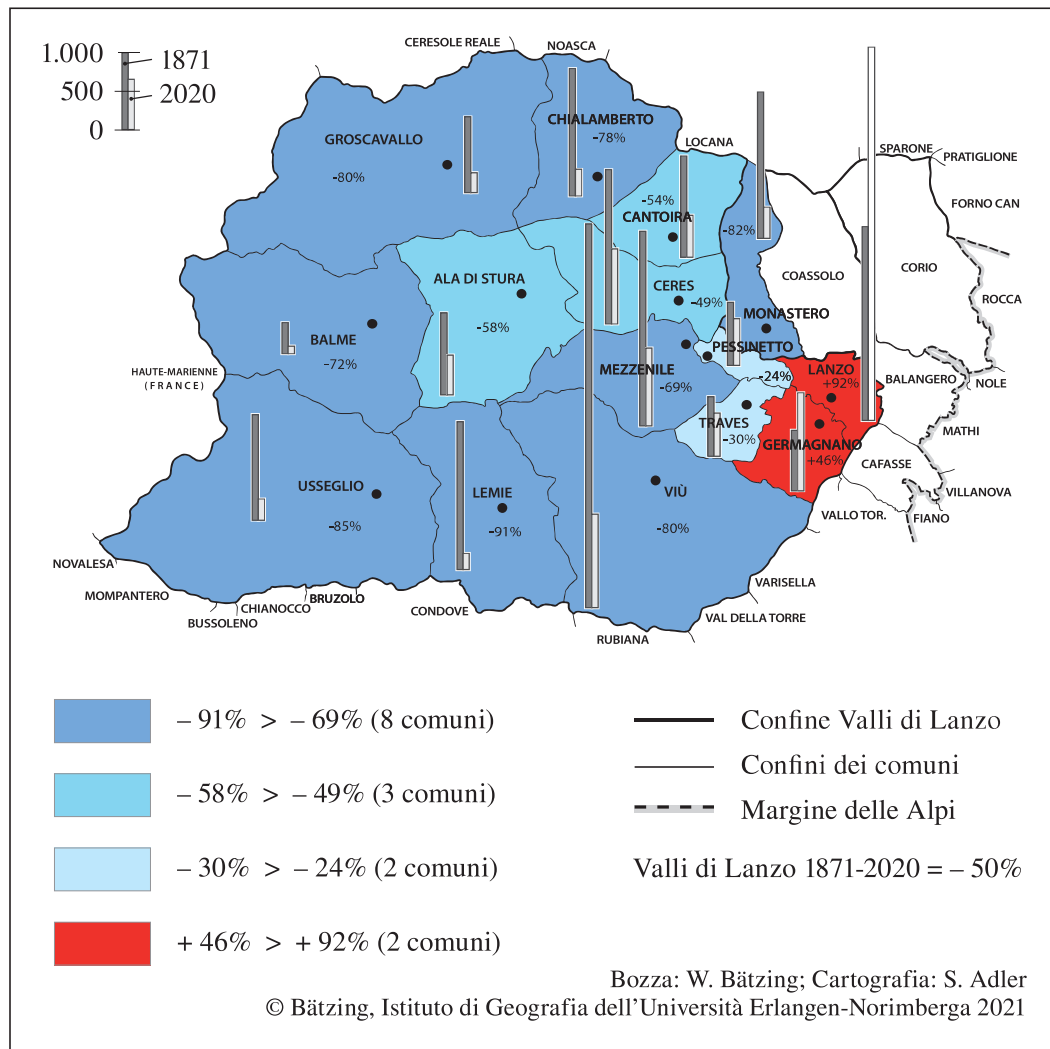 1.000
1871
500
2020
0
CERESOLE REALE
NOASCA
CHIALAMBERTO
-78%
GROSCAVALLO
-80%
LOCANA
SPARONE
PRATIGLIONE
FORNO CAN
-54%
CANTOIRA
-82%
COASSOLO
CORIO
ROCCA
ALA DI STURA
-58%
CERES
-49%
MONASTERO
BALME
-72%
PESSINETTO
-24%
MEZZENILE
-69%
HAUTE-MARIENNE
(FRANCE)
LANZO
+92%
BALANGERO
NOLE
TRAVES
-30%
GERMAGNANO
+46%
MATHI
CAFASSE
VILLANOVA
USSEGLIO
-85%
LEMIE
-91%
VIÙ
-80%
VALLO TOR.
FIANO
NOVALESA
MOMPANTERO
BUSSOLENO
CHIANOCCO
BRUZOLO
CONDOVE
RUBIANA
VAL DELLA TORRE
VARISELLA
– 91% > – 69% (8 comuni)
– 58% > – 49% (3 comuni)
– 30% > – 24% (2 comuni)
+ 46% > + 92% (2 comuni)
Confine Valli di Lanzo
Confini dei comuni
Margine delle Alpi
Valli di Lanzo 1871-2020 = – 50%
Bozza: W. Bätzing; Cartografia: S. Adler
© Bätzing, Istituto di Geografia dell’Università Erlangen-Norimberga 2021